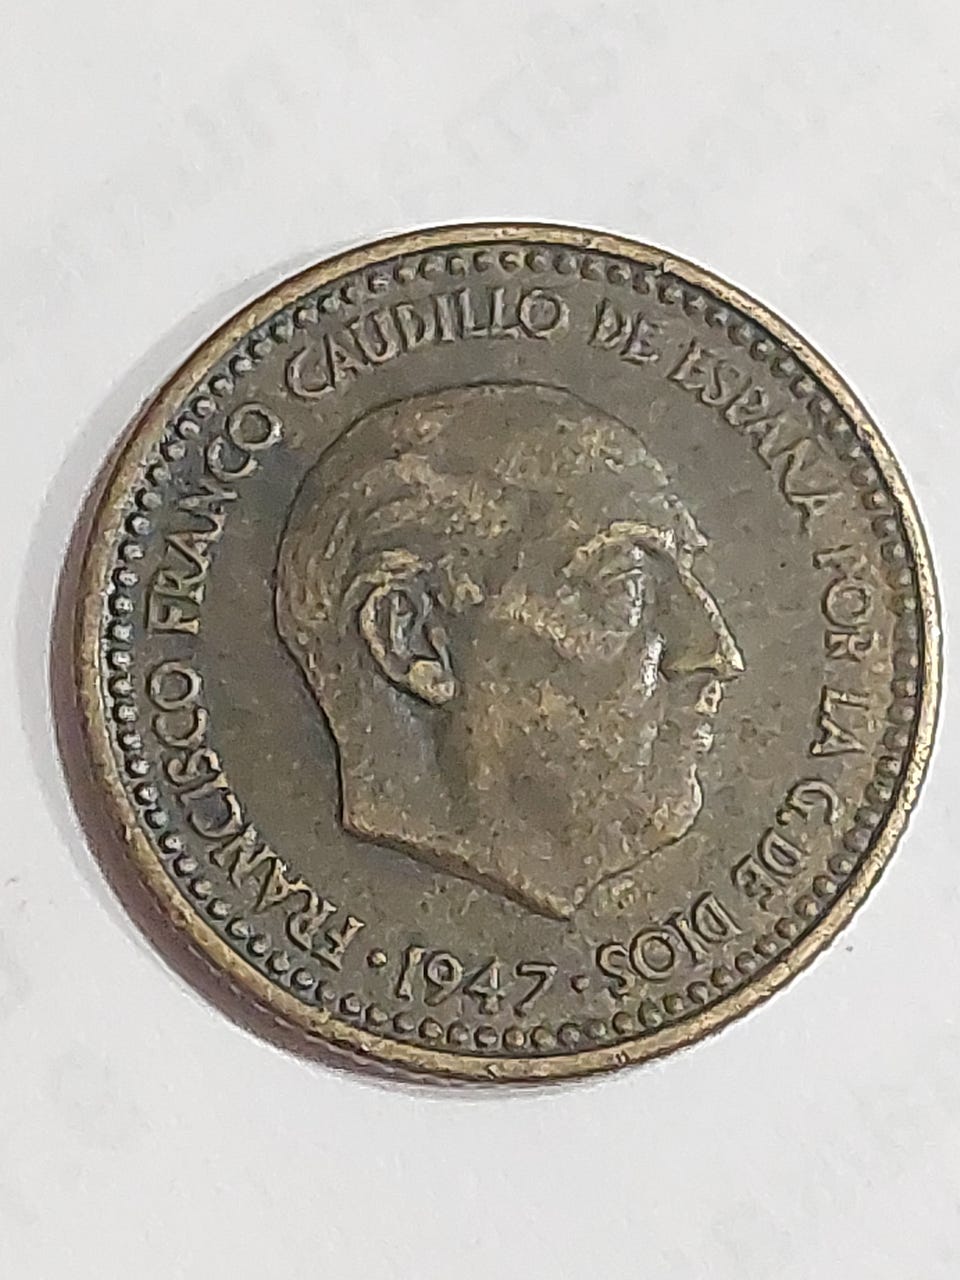 FRANCISCO FRANCO CAUDILLO DE ESPAÑA POR LA G. DE DIOS
· 1947 ·